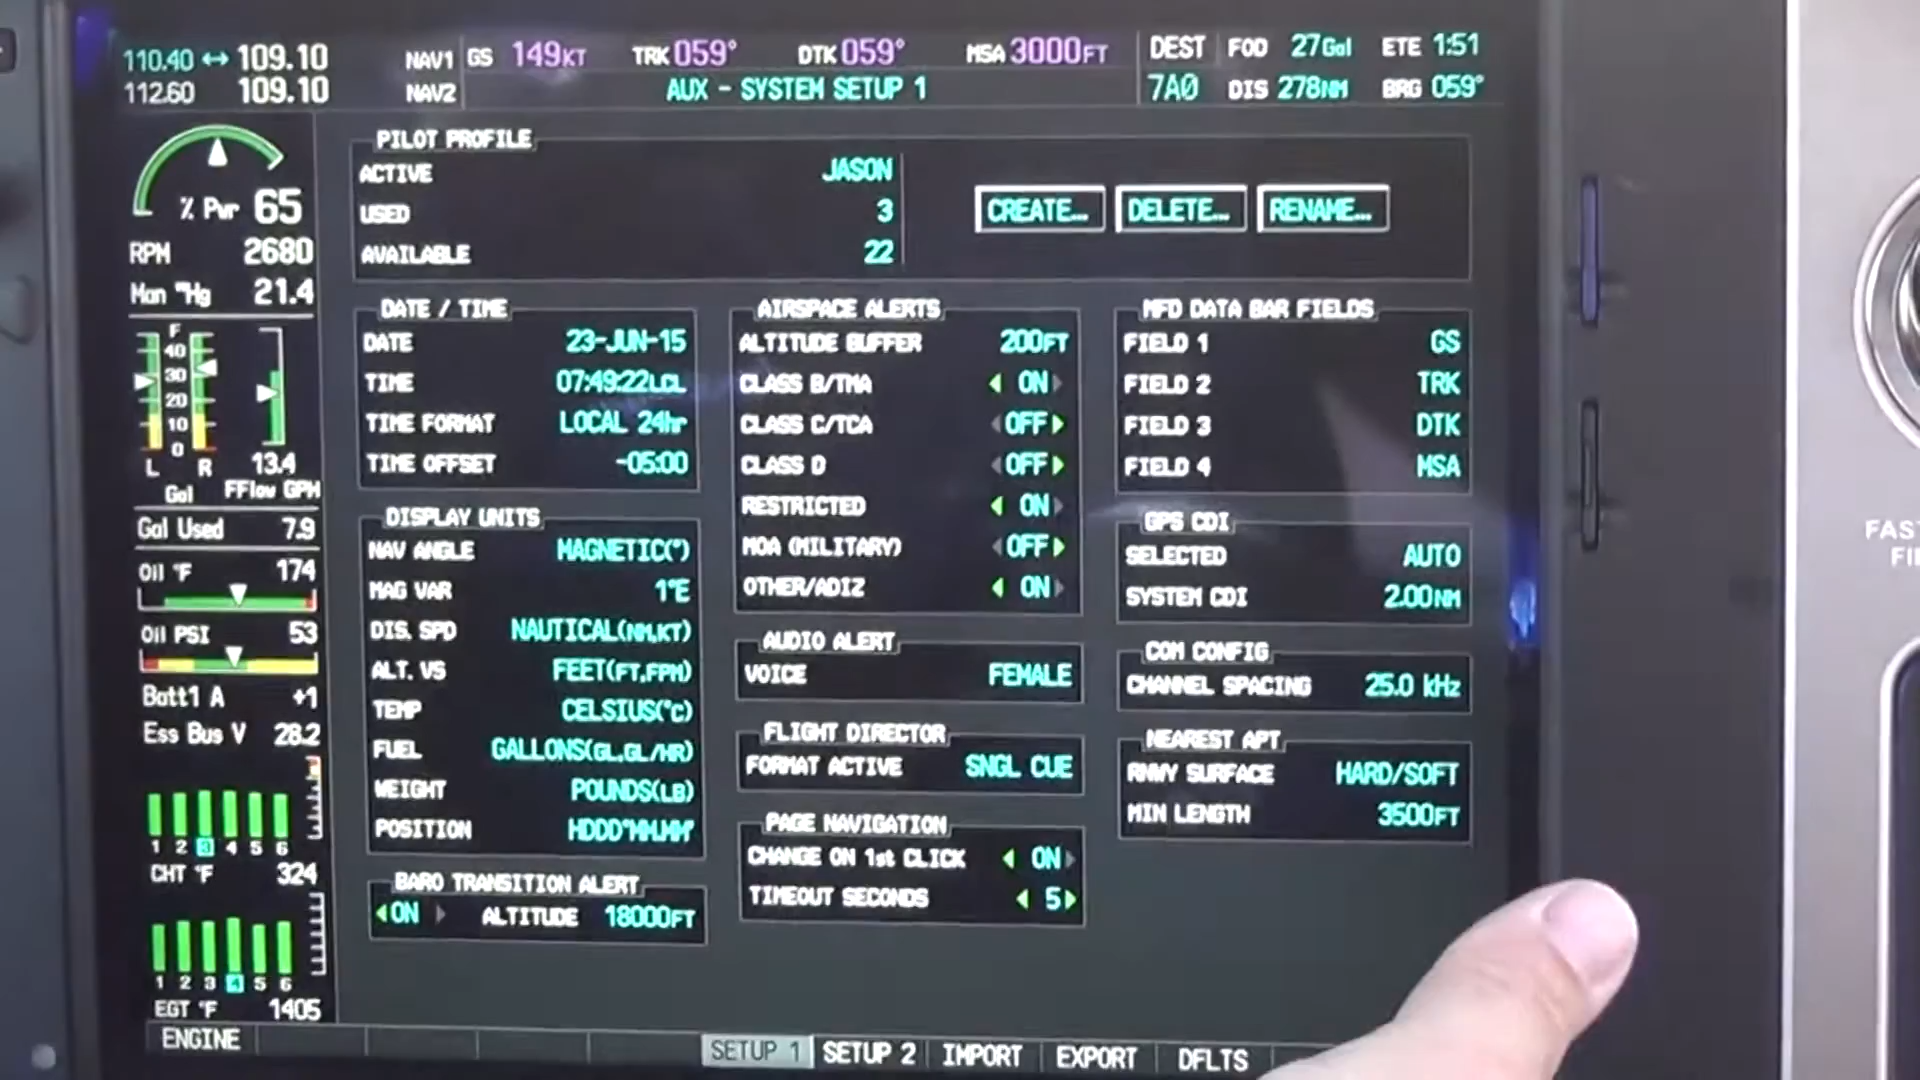 110.40 ↔ 109.10 NAV1
112.60 109.10 NAV2
GS 149KT TRK 059° DTK 059° MSA 3000FT
AUX - SYSTEM SETUP 1
DEST FOD 27Gal ETE 1:51
7A0 DIS 278NM BRG 059°
% Pwr 65
RPM 2680
Man "Hg 21.4
F
40
30
20
10
0
L R
Gal
13.4
FFlow GPH
Gal Used 7.9
Oil °F 174
Oil PSI 53
Batt1 A +1
Ess Bus V 28.2
1 2 3 4 5 6
CHT °F 324
1 2 3 4 5 6
EGT °F 1405
PILOT PROFILE
ACTIVE JASON
USED 3
AVAILABLE 22
CREATE... DELETE... RENAME...
DATE / TIME
DATE 23-JUN-15
TIME 07:49:22LCL
TIME FORMAT LOCAL 24hr
TIME OFFSET -05:00
DISPLAY UNITS
NAV ANGLE MAGNETIC(°)
MAG VAR 1°E
DIS, SPD NAUTICAL(NM,KT)
ALT, VS FEET(FT,FPM)
TEMP CELSIUS(°C)
FUEL GALLONS(GL,GL/HR)
WEIGHT POUNDS(LB)
POSITION HDDD°MM.MM'
BARO TRANSITION ALERT
ON ALTITUDE 18000FT
AIRSPACE ALERTS
ALTITUDE BUFFER 200FT
CLASS B/TMA ON
CLASS C/TCA OFF
CLASS D OFF
RESTRICTED ON
MOA (MILITARY) OFF
OTHER/ADIZ ON
AUDIO ALERT
VOICE FEMALE
FLIGHT DIRECTOR
FORMAT ACTIVE SNGL CUE
PAGE NAVIGATION
CHANGE ON 1st CLICK ON
TIMEOUT SECONDS 5
MFD DATA BAR FIELDS
FIELD 1 GS
FIELD 2 TRK
FIELD 3 DTK
FIELD 4 MSA
GPS CDI
SELECTED AUTO
SYSTEM CDI 2.00NM
COM CONFIG
CHANNEL SPACING 25.0 kHz
NEAREST APT
RNWY SURFACE HARD/SOFT
MIN LENGTH 3500FT
ENGINE SETUP 1 SETUP 2 IMPORT EXPORT DFLTS
FAS